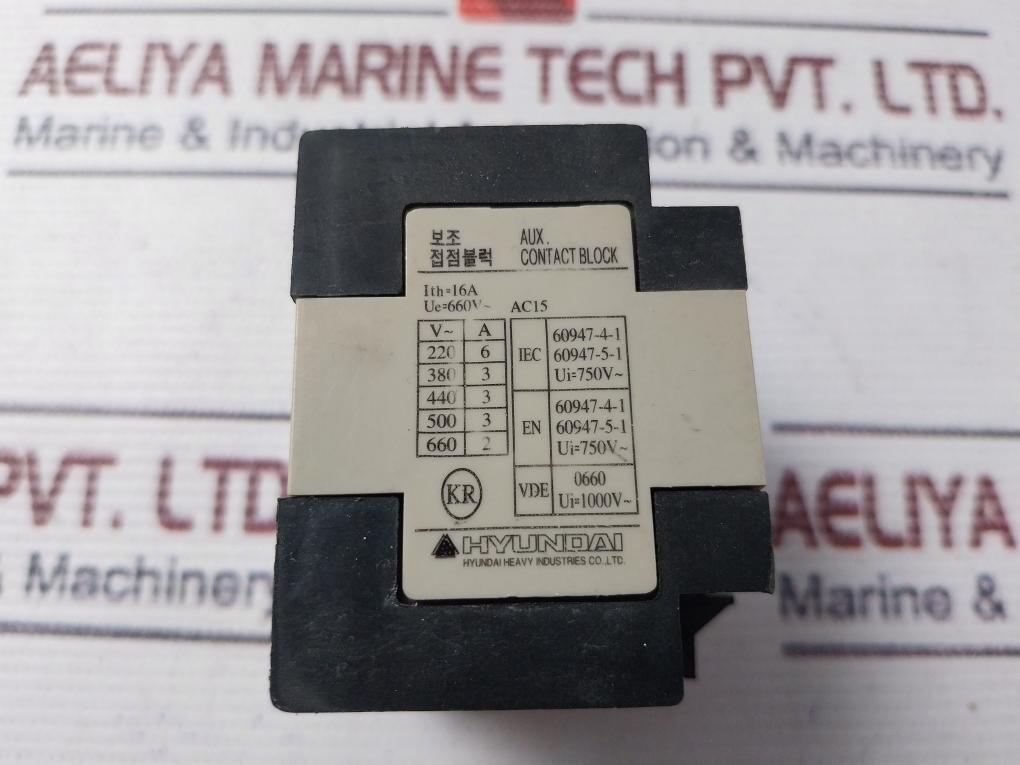 AELIYA MARINE TECH PVT. LTD.
Marine & Industrial on & Machinery
보조 AUX.
접점블럭 CONTACT BLOCK
Ith=16A
Ue=660V~ AC15
V~ A
220 6
380 3
440 3
500 3
660 2
IEC 60947-4-1
60947-5-1
Ui=750V~
EN 60947-4-1
60947-5-1
Ui=750V~
VDE 0660
Ui=1000V~
KR
HYUNDAI
HYUNDAI HEAVY INDUSTRIES CO.,LTD.
PVT. LTD.
& Machinery
AELIYA
Marine &